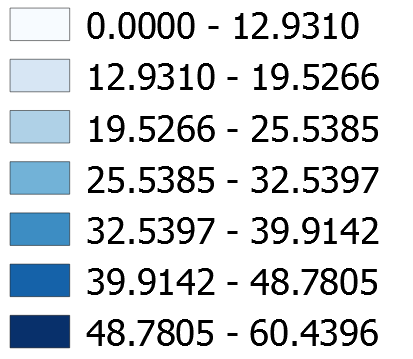 0.0000 - 12.9310
12.9310 - 19.5266
19.5266 - 25.5385
25.5385 - 32.5397
32.5397 - 39.9142
39.9142 - 48.7805
48.7805 - 60.4396